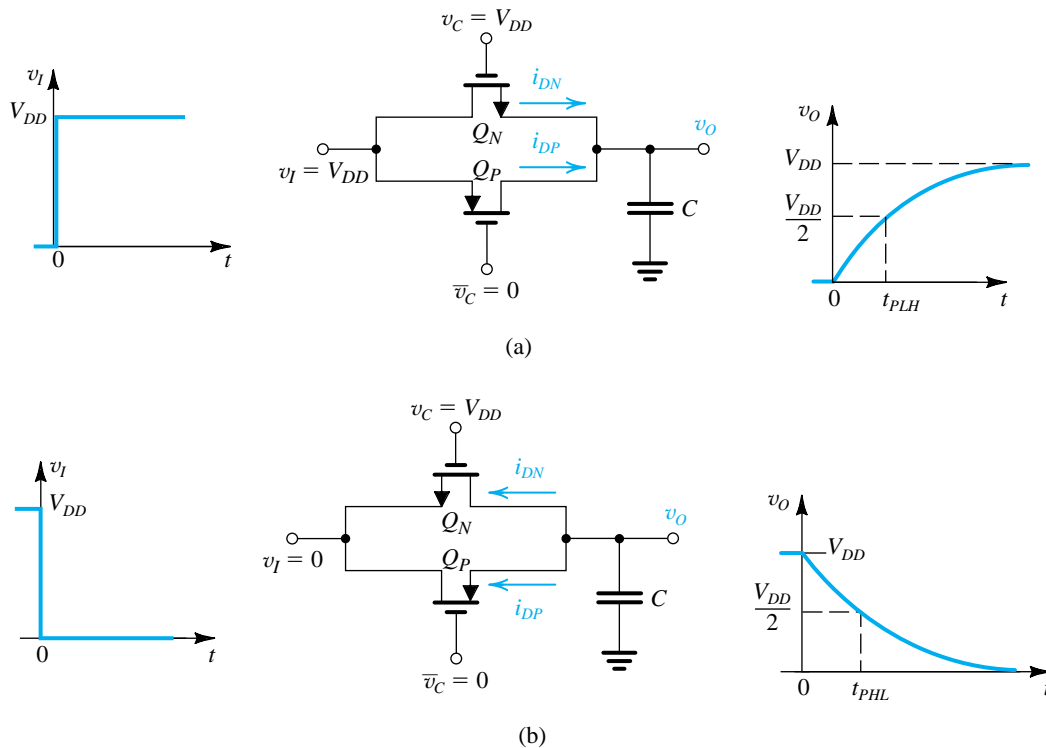 v_C = V_DD
v_I
V_DD
0
t
i_DN
Q_N
v_I = V_DD
Q_P
i_DP
v_O
C
v̅_C = 0
v_O
V_DD
V_DD/2
0
t_PLH
t
(a)
v_C = V_DD
v_I
V_DD
0
t
i_DN
Q_N
v_I = 0
Q_P
i_DP
v_O
C
v̅_C = 0
v_O
V_DD
V_DD/2
0
t_PHL
t
(b)